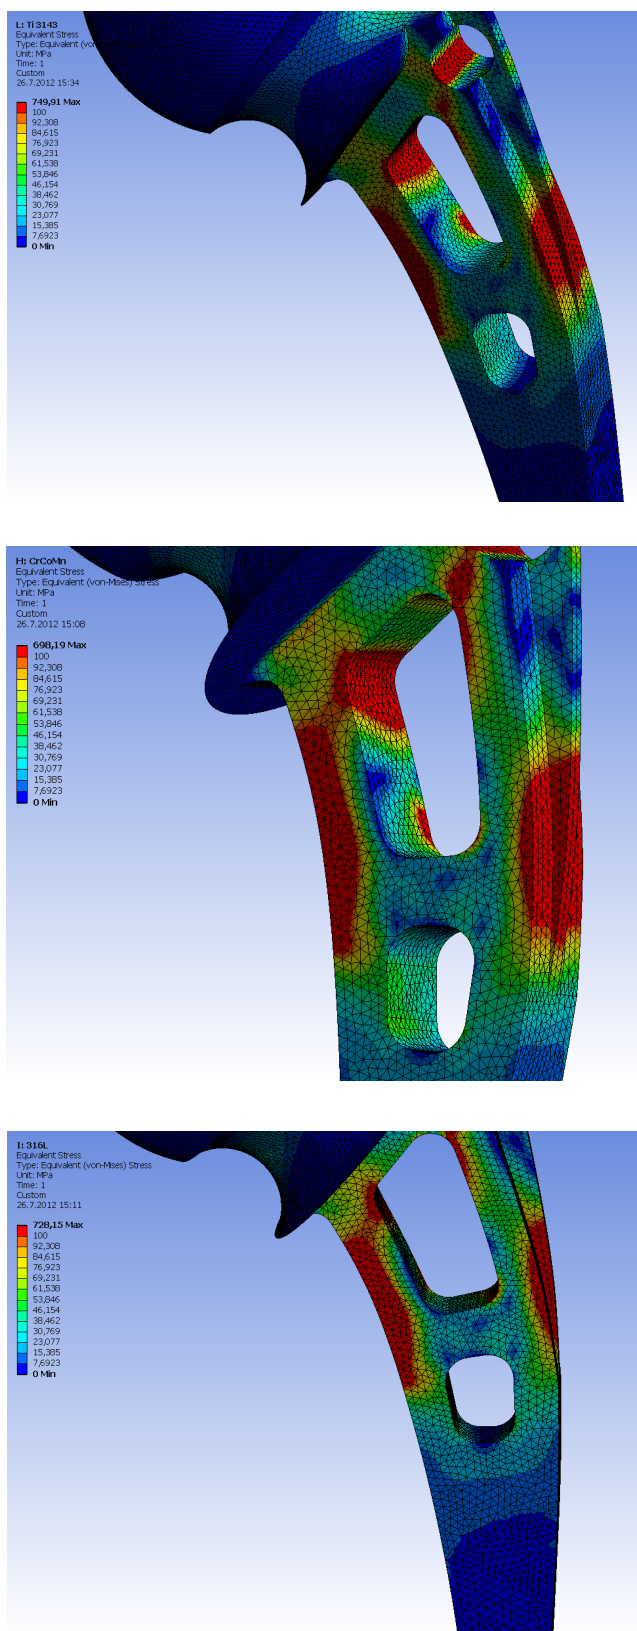 L: Ti 3143
Equivalent Stress
Type: Equivalent (von-
Unit: MPa
Time: 1
Custom
26.7.2012 15:34
749,91 Max
100
92,308
84,615
76,923
69,231
61,538
53,846
46,154
38,462
30,769
23,077
15,385
7,6923
0 Min
H: CrCoMn
Equivalent Stress
Type: Equivalent (von-Mises) Stress
Unit: MPa
Time: 1
Custom
26.7.2012 15:08
698,19 Max
100
92,308
84,615
76,923
69,231
61,538
53,846
46,154
38,462
30,769
23,077
15,385
7,6923
0 Min
I: 316L
Equivalent Stress
Type: Equivalent (von-Mises) Stress
Unit: MPa
Time: 1
Custom
26.7.2012 15:11
728,15 Max
100
92,308
84,615
76,923
69,231
61,538
53,846
46,154
38,462
30,769
23,077
15,385
7,6923
0 Min